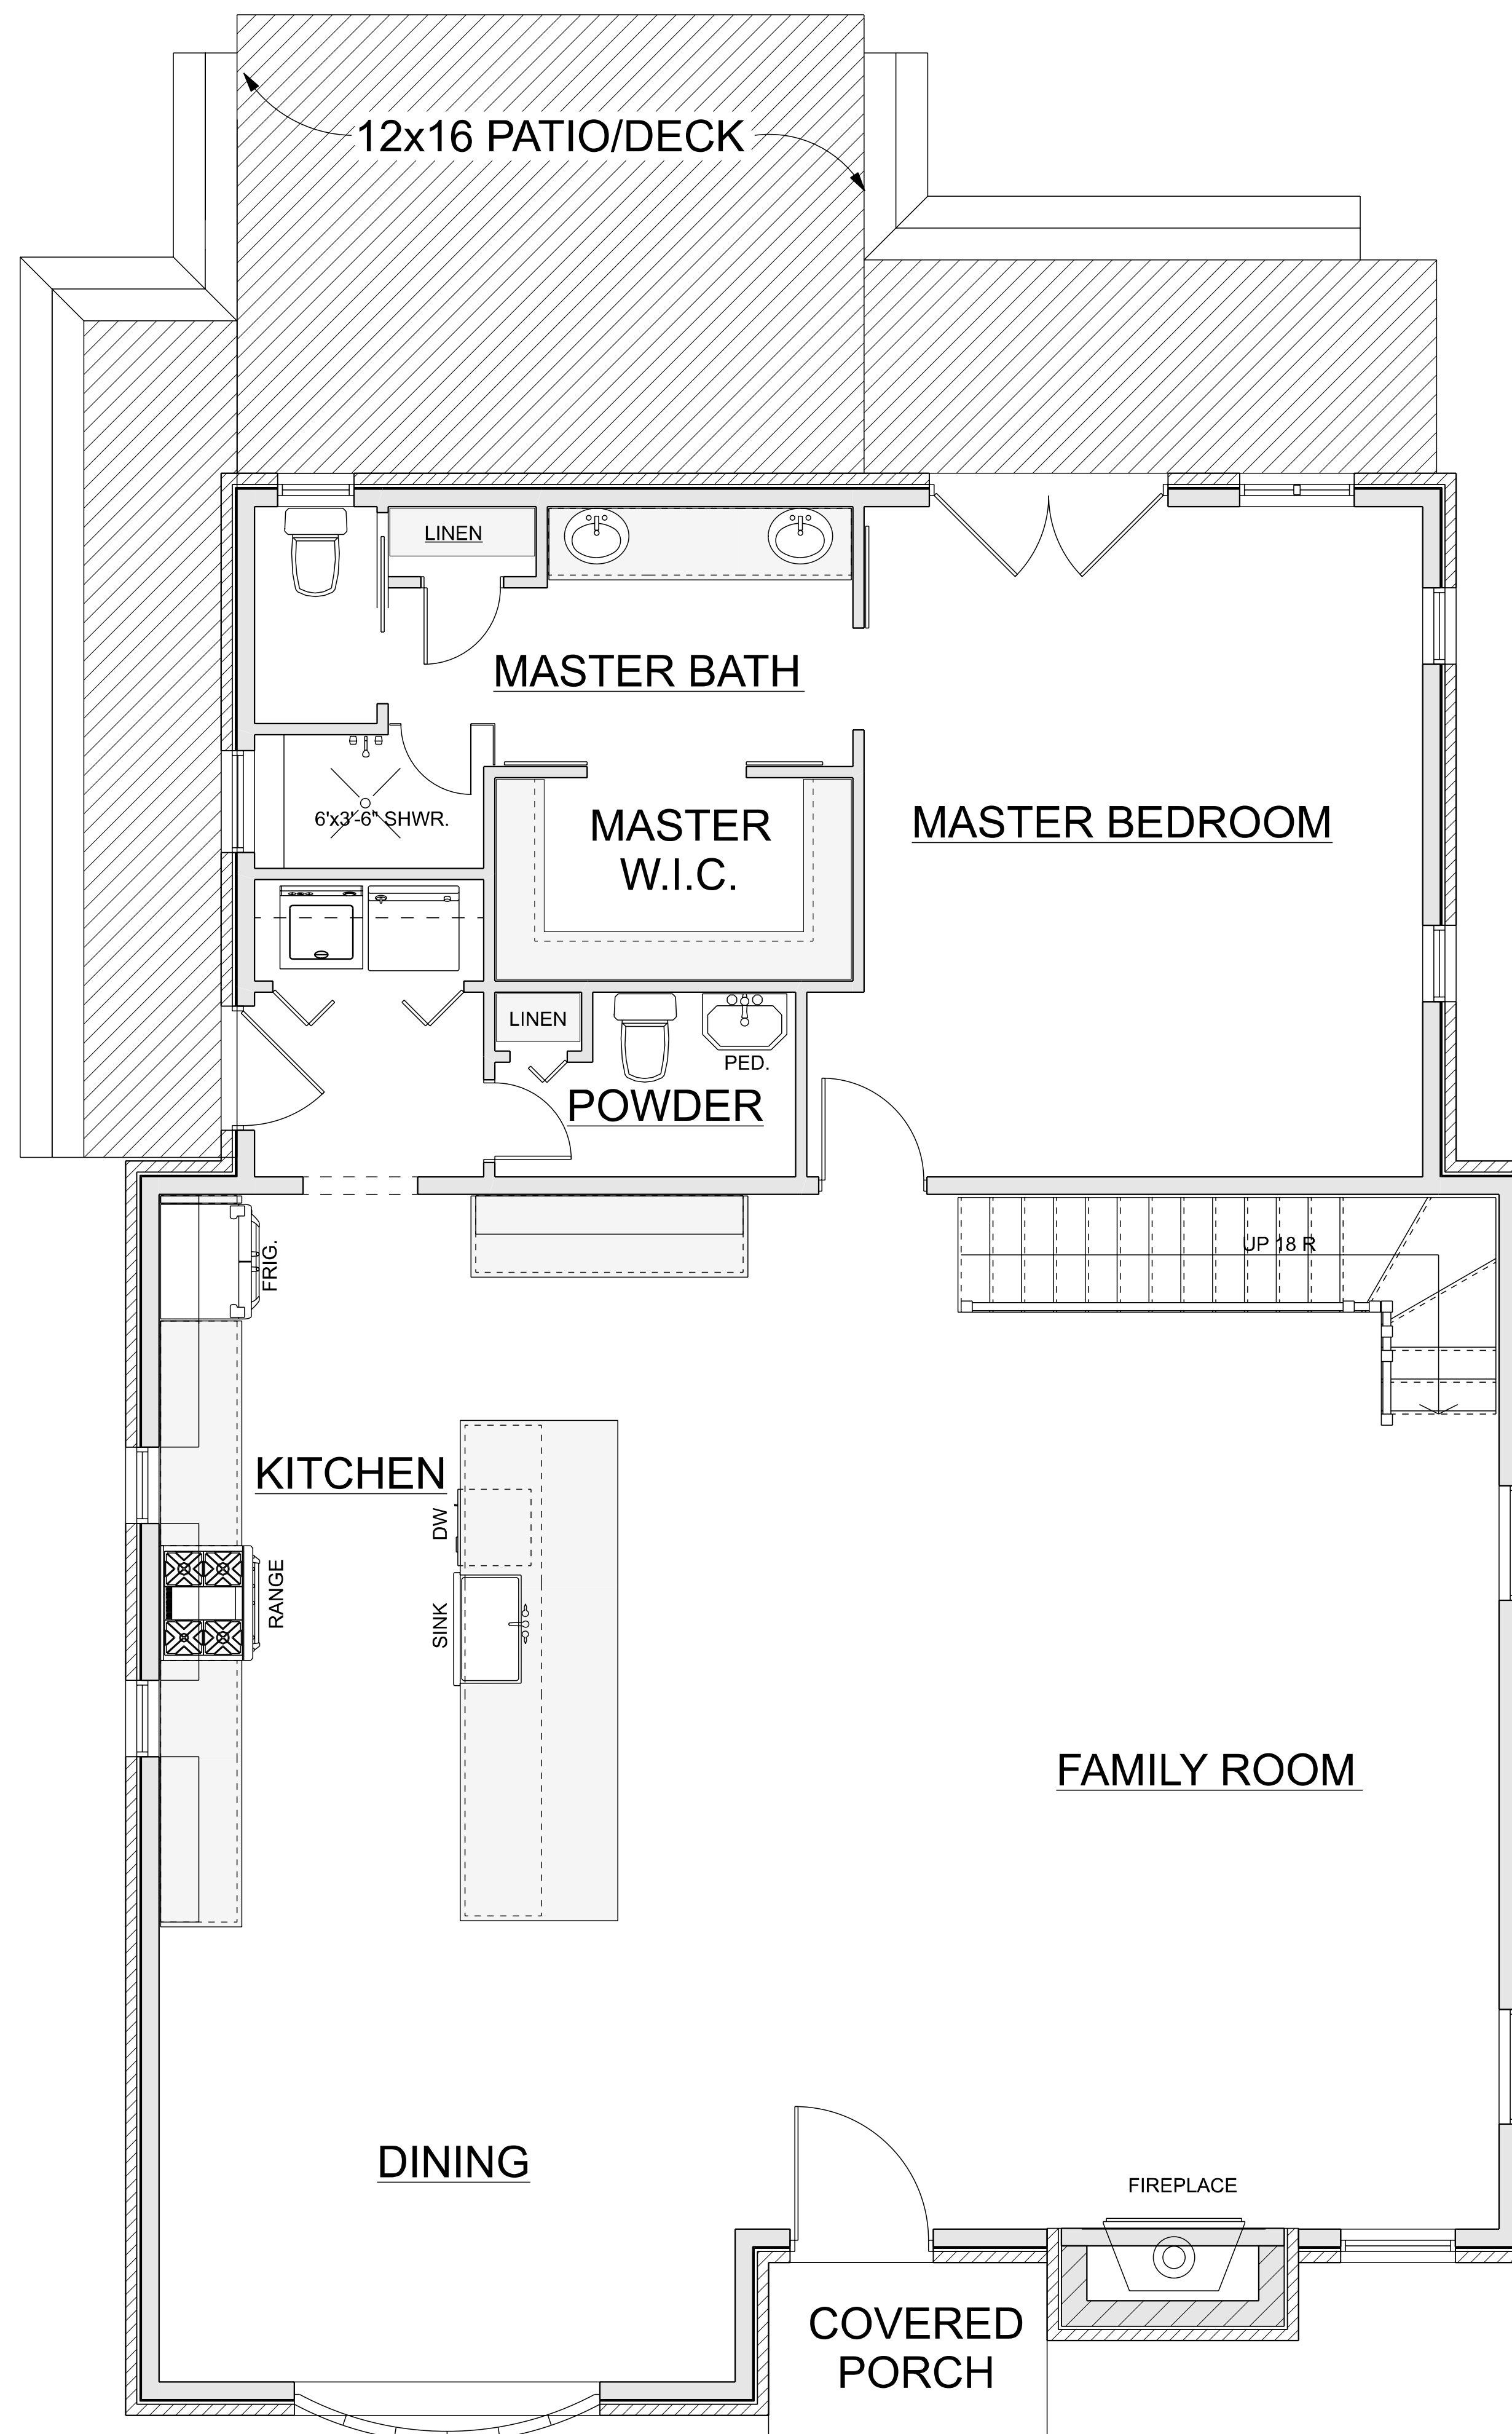 12x16 PATIO/DECK
LINEN
MASTER BATH
6'x3'-6" SHWR.
MASTER
W.I.C.
MASTER BEDROOM
LINEN
PED.
POWDER
FRIG.
UP 18 R
KITCHEN
DW
RANGE
SINK
FAMILY ROOM
DINING
FIREPLACE
COVERED
PORCH